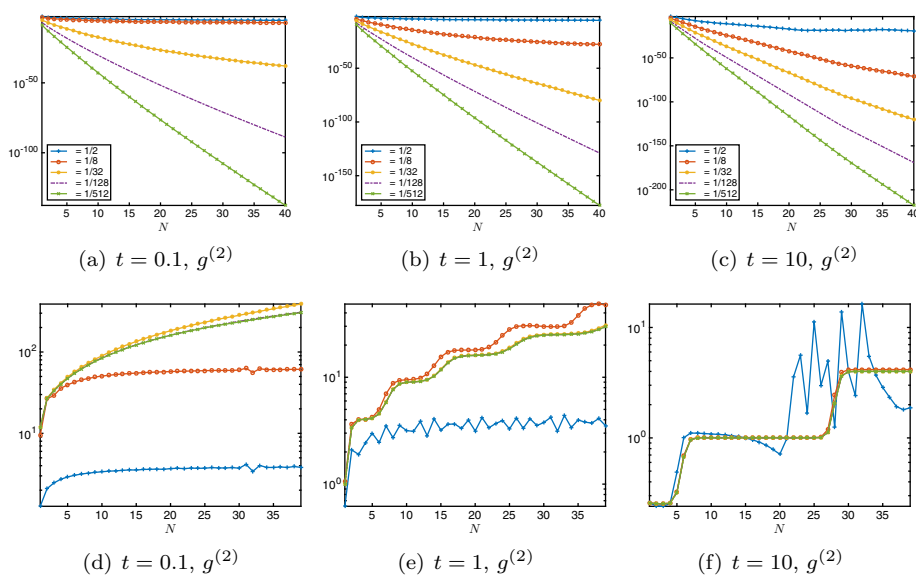 10^{-50}
10^{-100}
= 1/2
= 1/8
= 1/32
= 1/128
= 1/512
5 10 15 20 25 30 35 40
N
(a) t = 0.1, g^{(2)}
10^{-50}
10^{-100}
10^{-150}
= 1/2
= 1/8
= 1/32
= 1/128
= 1/512
5 10 15 20 25 30 35 40
N
(b) t = 1, g^{(2)}
10^{-50}
10^{-100}
10^{-150}
10^{-200}
= 1/2
= 1/8
= 1/32
= 1/128
= 1/512
5 10 15 20 25 30 35 40
N
(c) t = 10, g^{(2)}
10^2
10^1
5 10 15 20 25 30 35
N
(d) t = 0.1, g^{(2)}
10^1
10^0
5 10 15 20 25 30 35
N
(e) t = 1, g^{(2)}
10^1
10^0
5 10 15 20 25 30 35
N
(f) t = 10, g^{(2)}